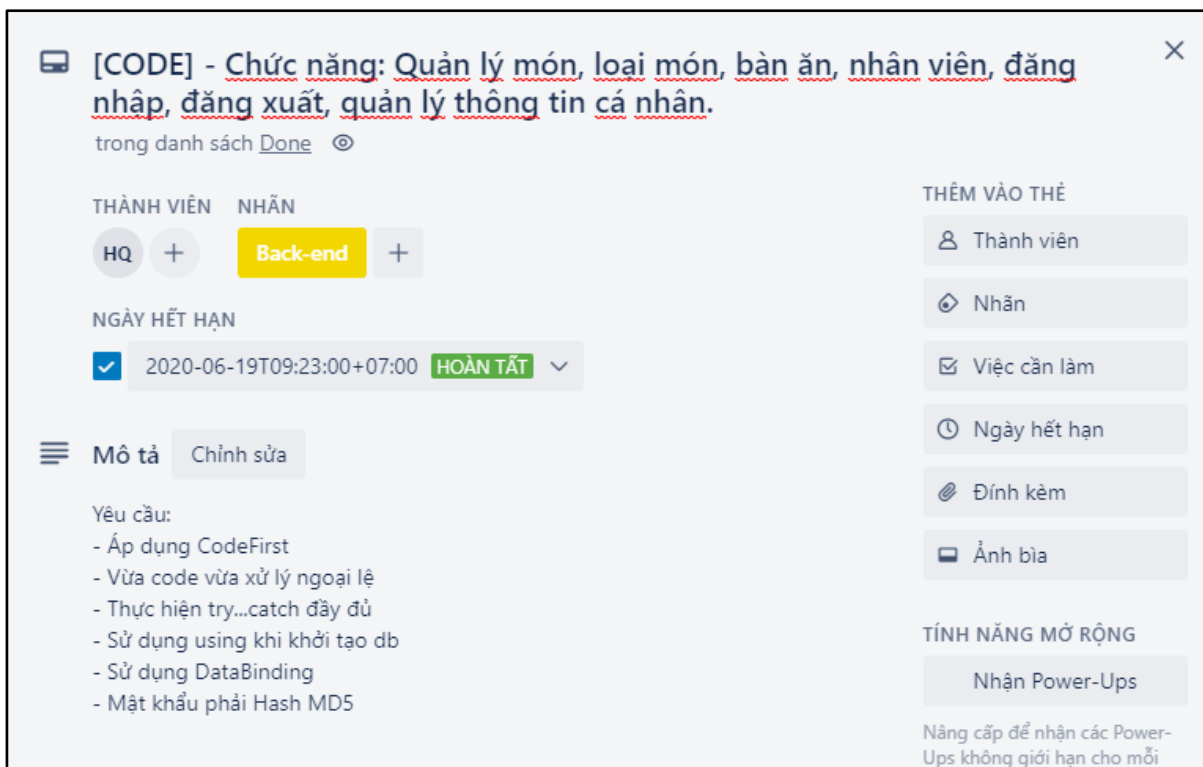 [CODE] - Chức năng: Quản lý món, loại món, bàn ăn, nhân viên, đăng
nhập, đăng xuất, quản lý thông tin cá nhân.
trong danh sách Done
THÀNH VIÊN NHÃN
HQ + Back-end +
NGÀY HẾT HẠN
2020-06-19T09:23:00+07:00 HOÀN TẤT
Mô tả Chỉnh sửa
Yêu cầu:
- Áp dụng CodeFirst
- Vừa code vừa xử lý ngoại lệ
- Thực hiện try...catch đầy đủ
- Sử dụng using khi khởi tạo db
- Sử dụng DataBinding
- Mật khẩu phải Hash MD5
THÊM VÀO THẺ
Thành viên
Nhãn
Việc cần làm
Ngày hết hạn
Đính kèm
Ảnh bìa
TÍNH NĂNG MỞ RỘNG
Nhận Power-Ups
Nâng cấp để nhận các Power-
Ups không giới hạn cho mỗi